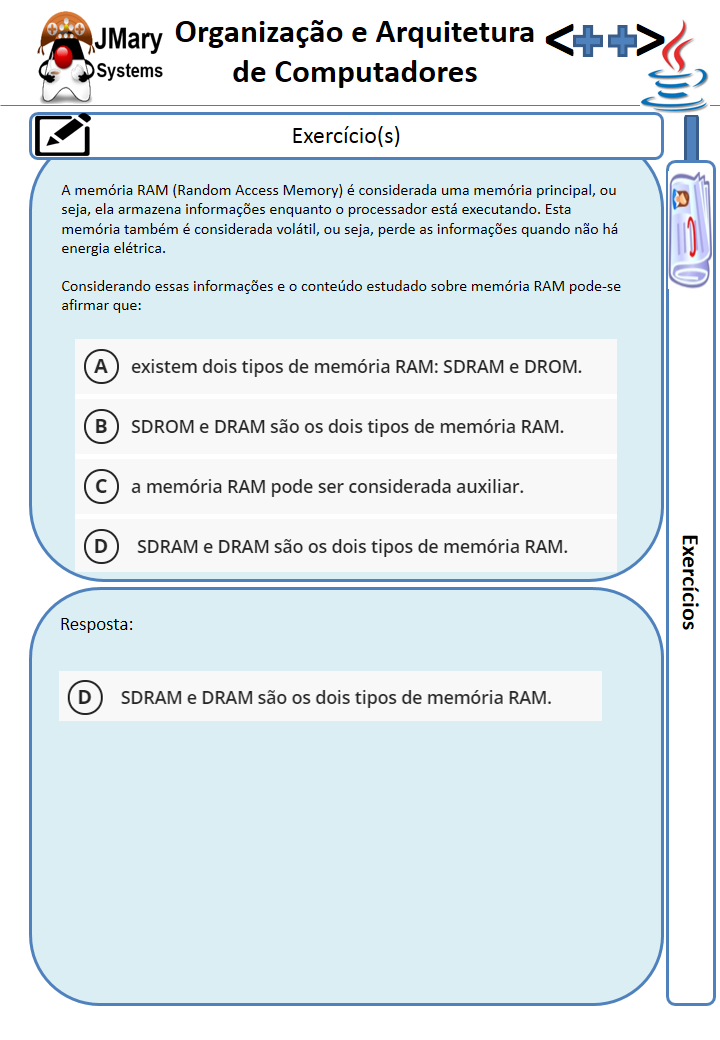 JMary
Systems
Organização e Arquitetura
de Computadores
<++>
Exercício(s)
A memória RAM (Random Access Memory) é considerada uma memória principal, ou
seja, ela armazena informações enquanto o processador está executando. Esta
memória também é considerada volátil, ou seja, perde as informações quando não há
energia elétrica.
Considerando essas informações e o conteúdo estudado sobre memória RAM pode-se
afirmar que:
A existem dois tipos de memória RAM: SDRAM e DROM.
B SDROM e DRAM são os dois tipos de memória RAM.
C a memória RAM pode ser considerada auxiliar.
D SDRAM e DRAM são os dois tipos de memória RAM.
Resposta:
D SDRAM e DRAM são os dois tipos de memória RAM.
Exercícios